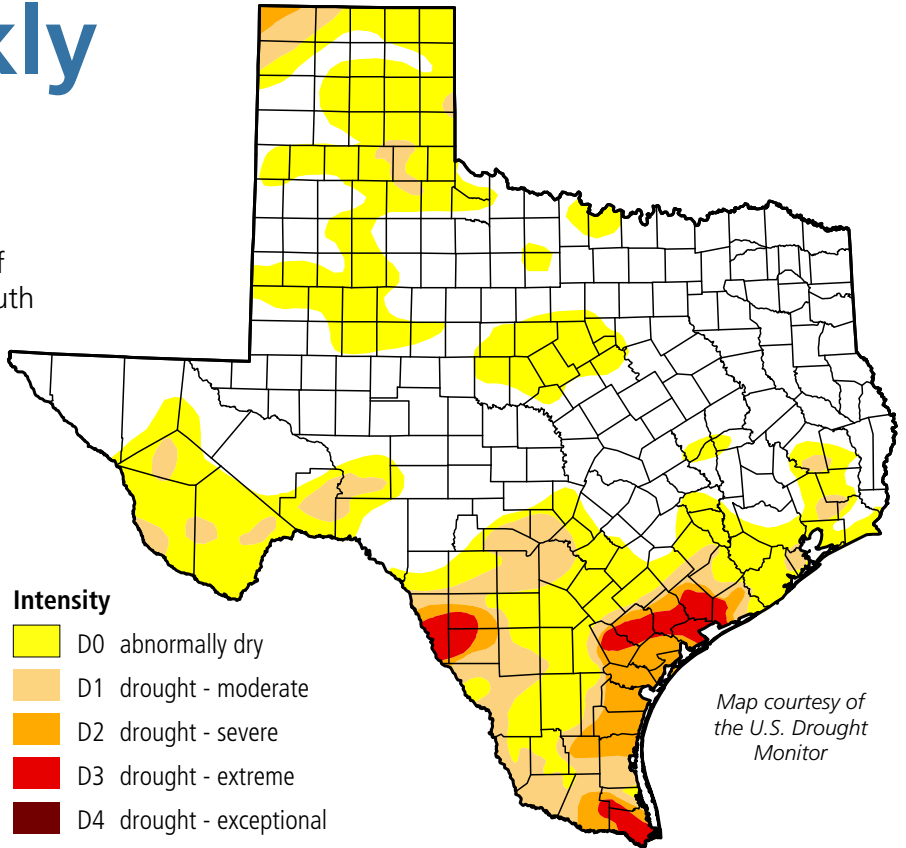 kly
f
uth
Intensity
D0 abnormally dry
D1 drought - moderate
D2 drought - severe
D3 drought - extreme
D4 drought - exceptional
Map courtesy of
the U.S. Drought
Monitor